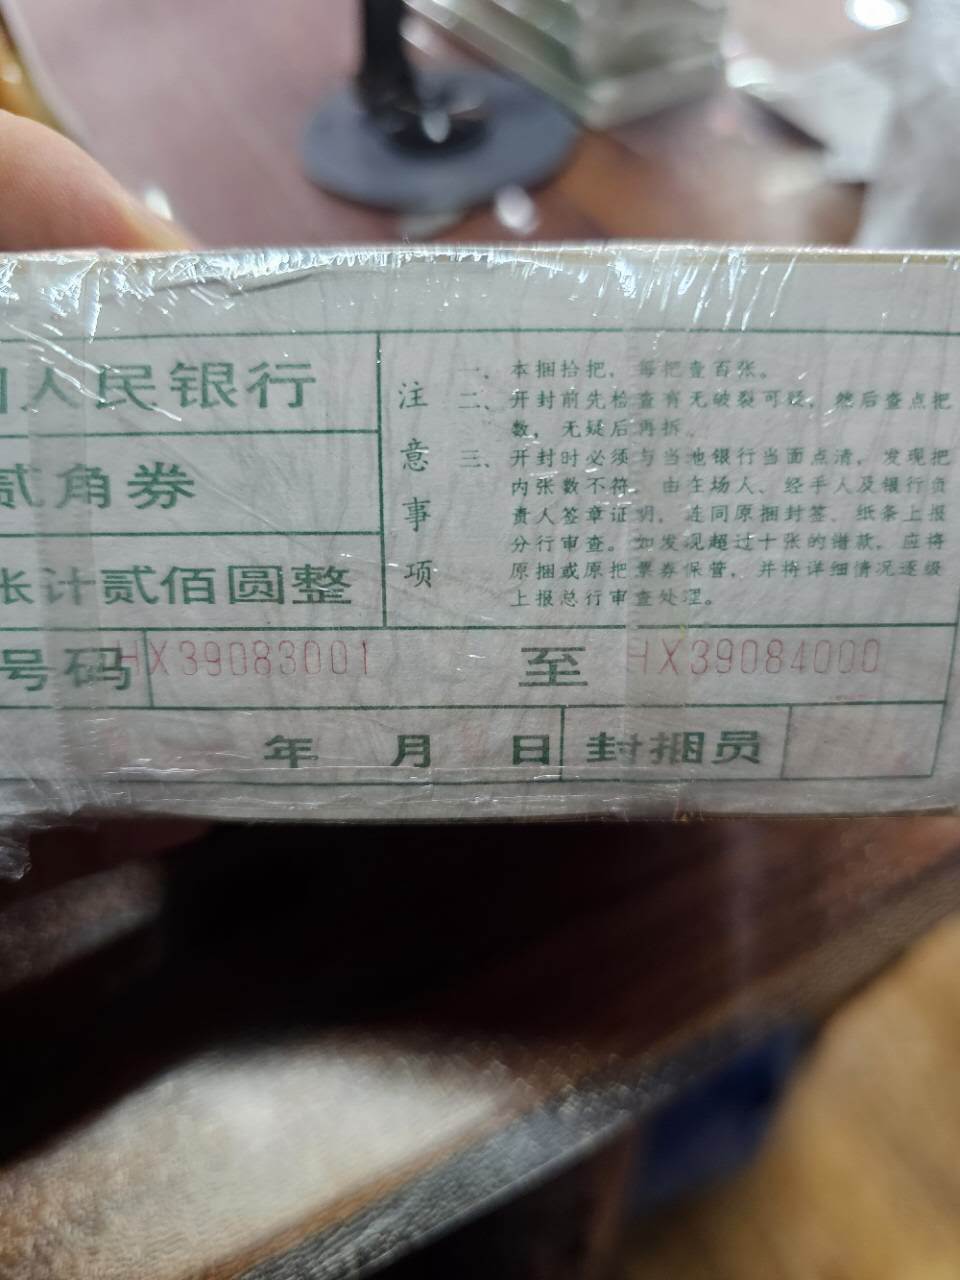 人民银行
贰角券
张计贰佰圆整
号码 HX39083001 至 HX39084000
年 月 日 封捆员
注意事项
一、本捆拾把，每把壹百张。
二、开封前先检查有无破裂可疑，然后查点把
数，无疑后再拆。
三、开封时必须与当地银行当面点清，发现把
内张数不符，由在场人、经手人及银行负
责人签章证明，连同原捆封签、纸条上报
分行审查。如发现超过十张的错款，应将
原捆或原把票券保管，并将详细情况逐级
上报总行审查处理。